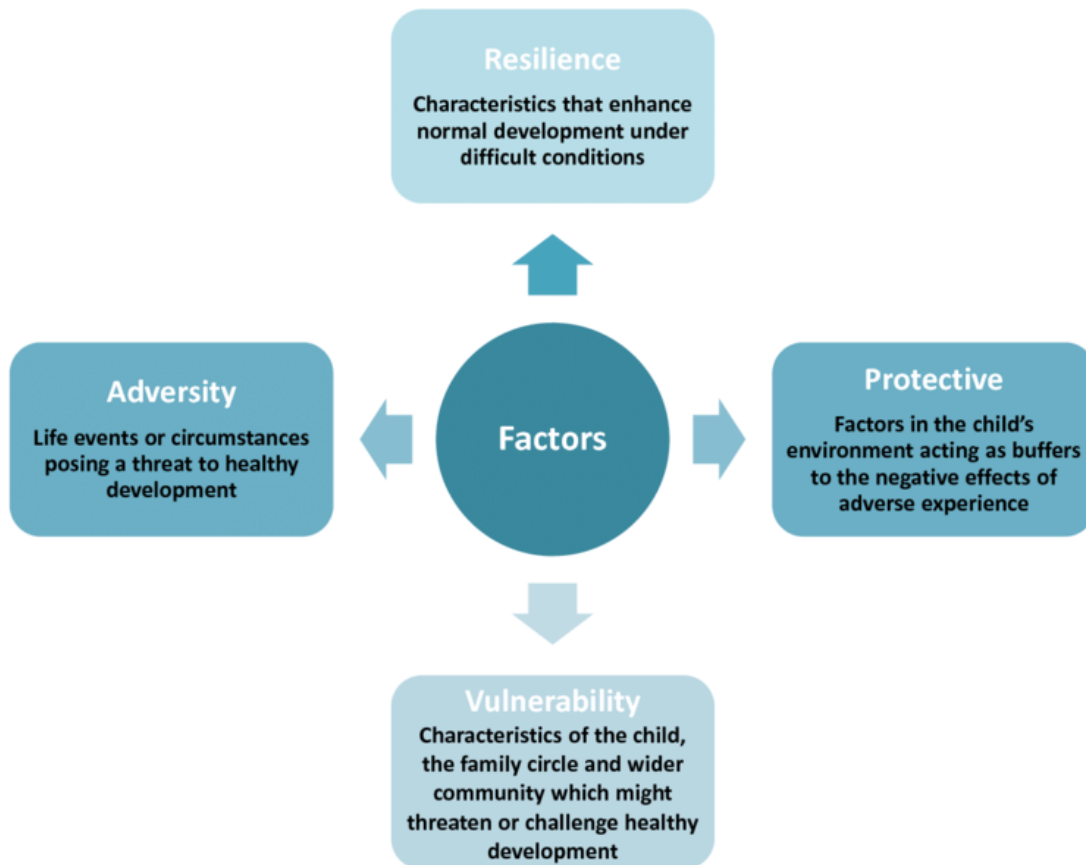 Resilience
Characteristics that enhance
normal development under
difficult conditions
Adversity
Life events or circumstances
posing a threat to healthy
development
Factors
Protective
Factors in the child's
environment acting as buffers
to the negative effects of
adverse experience
Vulnerability
Characteristics of the child,
the family circle and wider
community which might
threaten or challenge healthy
development